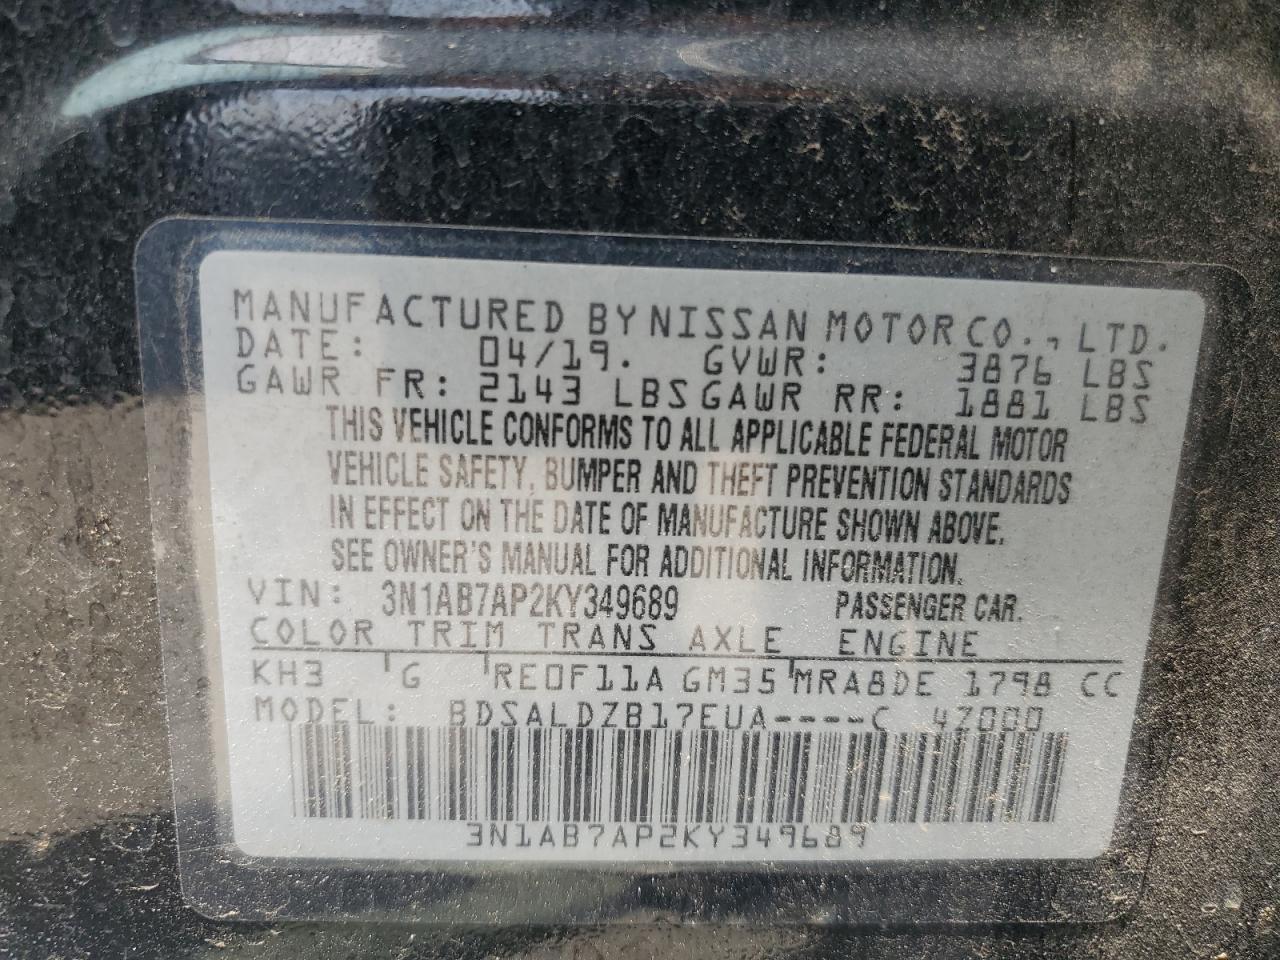 MANUFACTURED BY NISSAN MOTOR CO., LTD.
DATE: 04/19. GVWR: 3876 LBS
GAWR FR: 2143 LBS GAWR RR: 1881 LBS
THIS VEHICLE CONFORMS TO ALL APPLICABLE FEDERAL MOTOR
VEHICLE SAFETY, BUMPER AND THEFT PREVENTION STANDARDS
IN EFFECT ON THE DATE OF MANUFACTURE SHOWN ABOVE.
SEE OWNER'S MANUAL FOR ADDITIONAL INFORMATION.
VIN: 3N1AB7AP2KY349689 PASSENGER CAR.
COLOR TRIM TRANS AXLE ENGINE
KH3 G RE0F11A GM35 MRA8DE 1798 CC
MODEL: BDSALDZB17EUA----C 4Z000
3N1AB7AP2KY349689